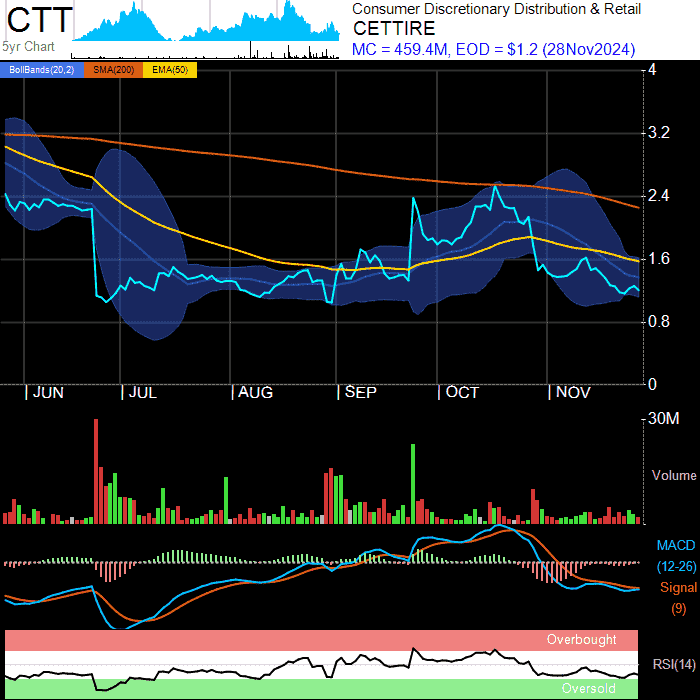 CTT
5yr Chart
Consumer Discretionary Distribution & Retail
CETTIRE
MC = 459.4M, EOD = $1.2 (28Nov2024)
BollBands(20,2) SMA(200) EMA(50)
4
3.2
2.4
1.6
0.8
0
JUN JUL AUG SEP OCT NOV
30M
Volume
MACD
(12-26)
Signal
(9)
Overbought
RSI(14)
Oversold